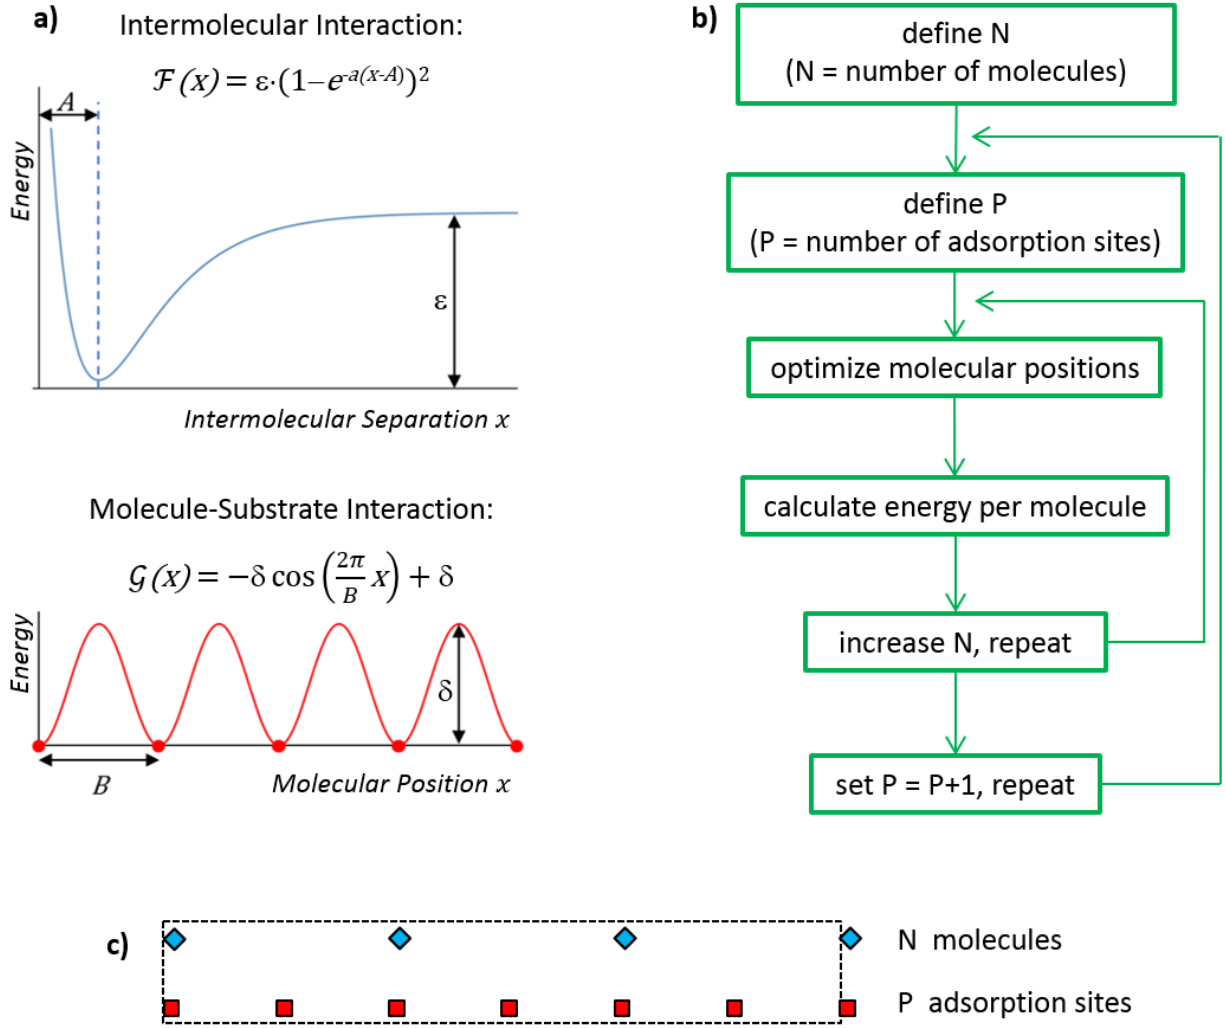 a)
Intermolecular Interaction:
ℱ(x) = ε·(1−e^-a(x-A))²
A
Energy
ε
Intermolecular Separation x
Molecule-Substrate Interaction:
𝒢(x) = −δ cos(2π/B x) + δ
Energy
δ
B
Molecular Position x
b)
define N
(N = number of molecules)
define P
(P = number of adsorption sites)
optimize molecular positions
calculate energy per molecule
increase N, repeat
set P = P+1, repeat
c)
N molecules
P adsorption sites